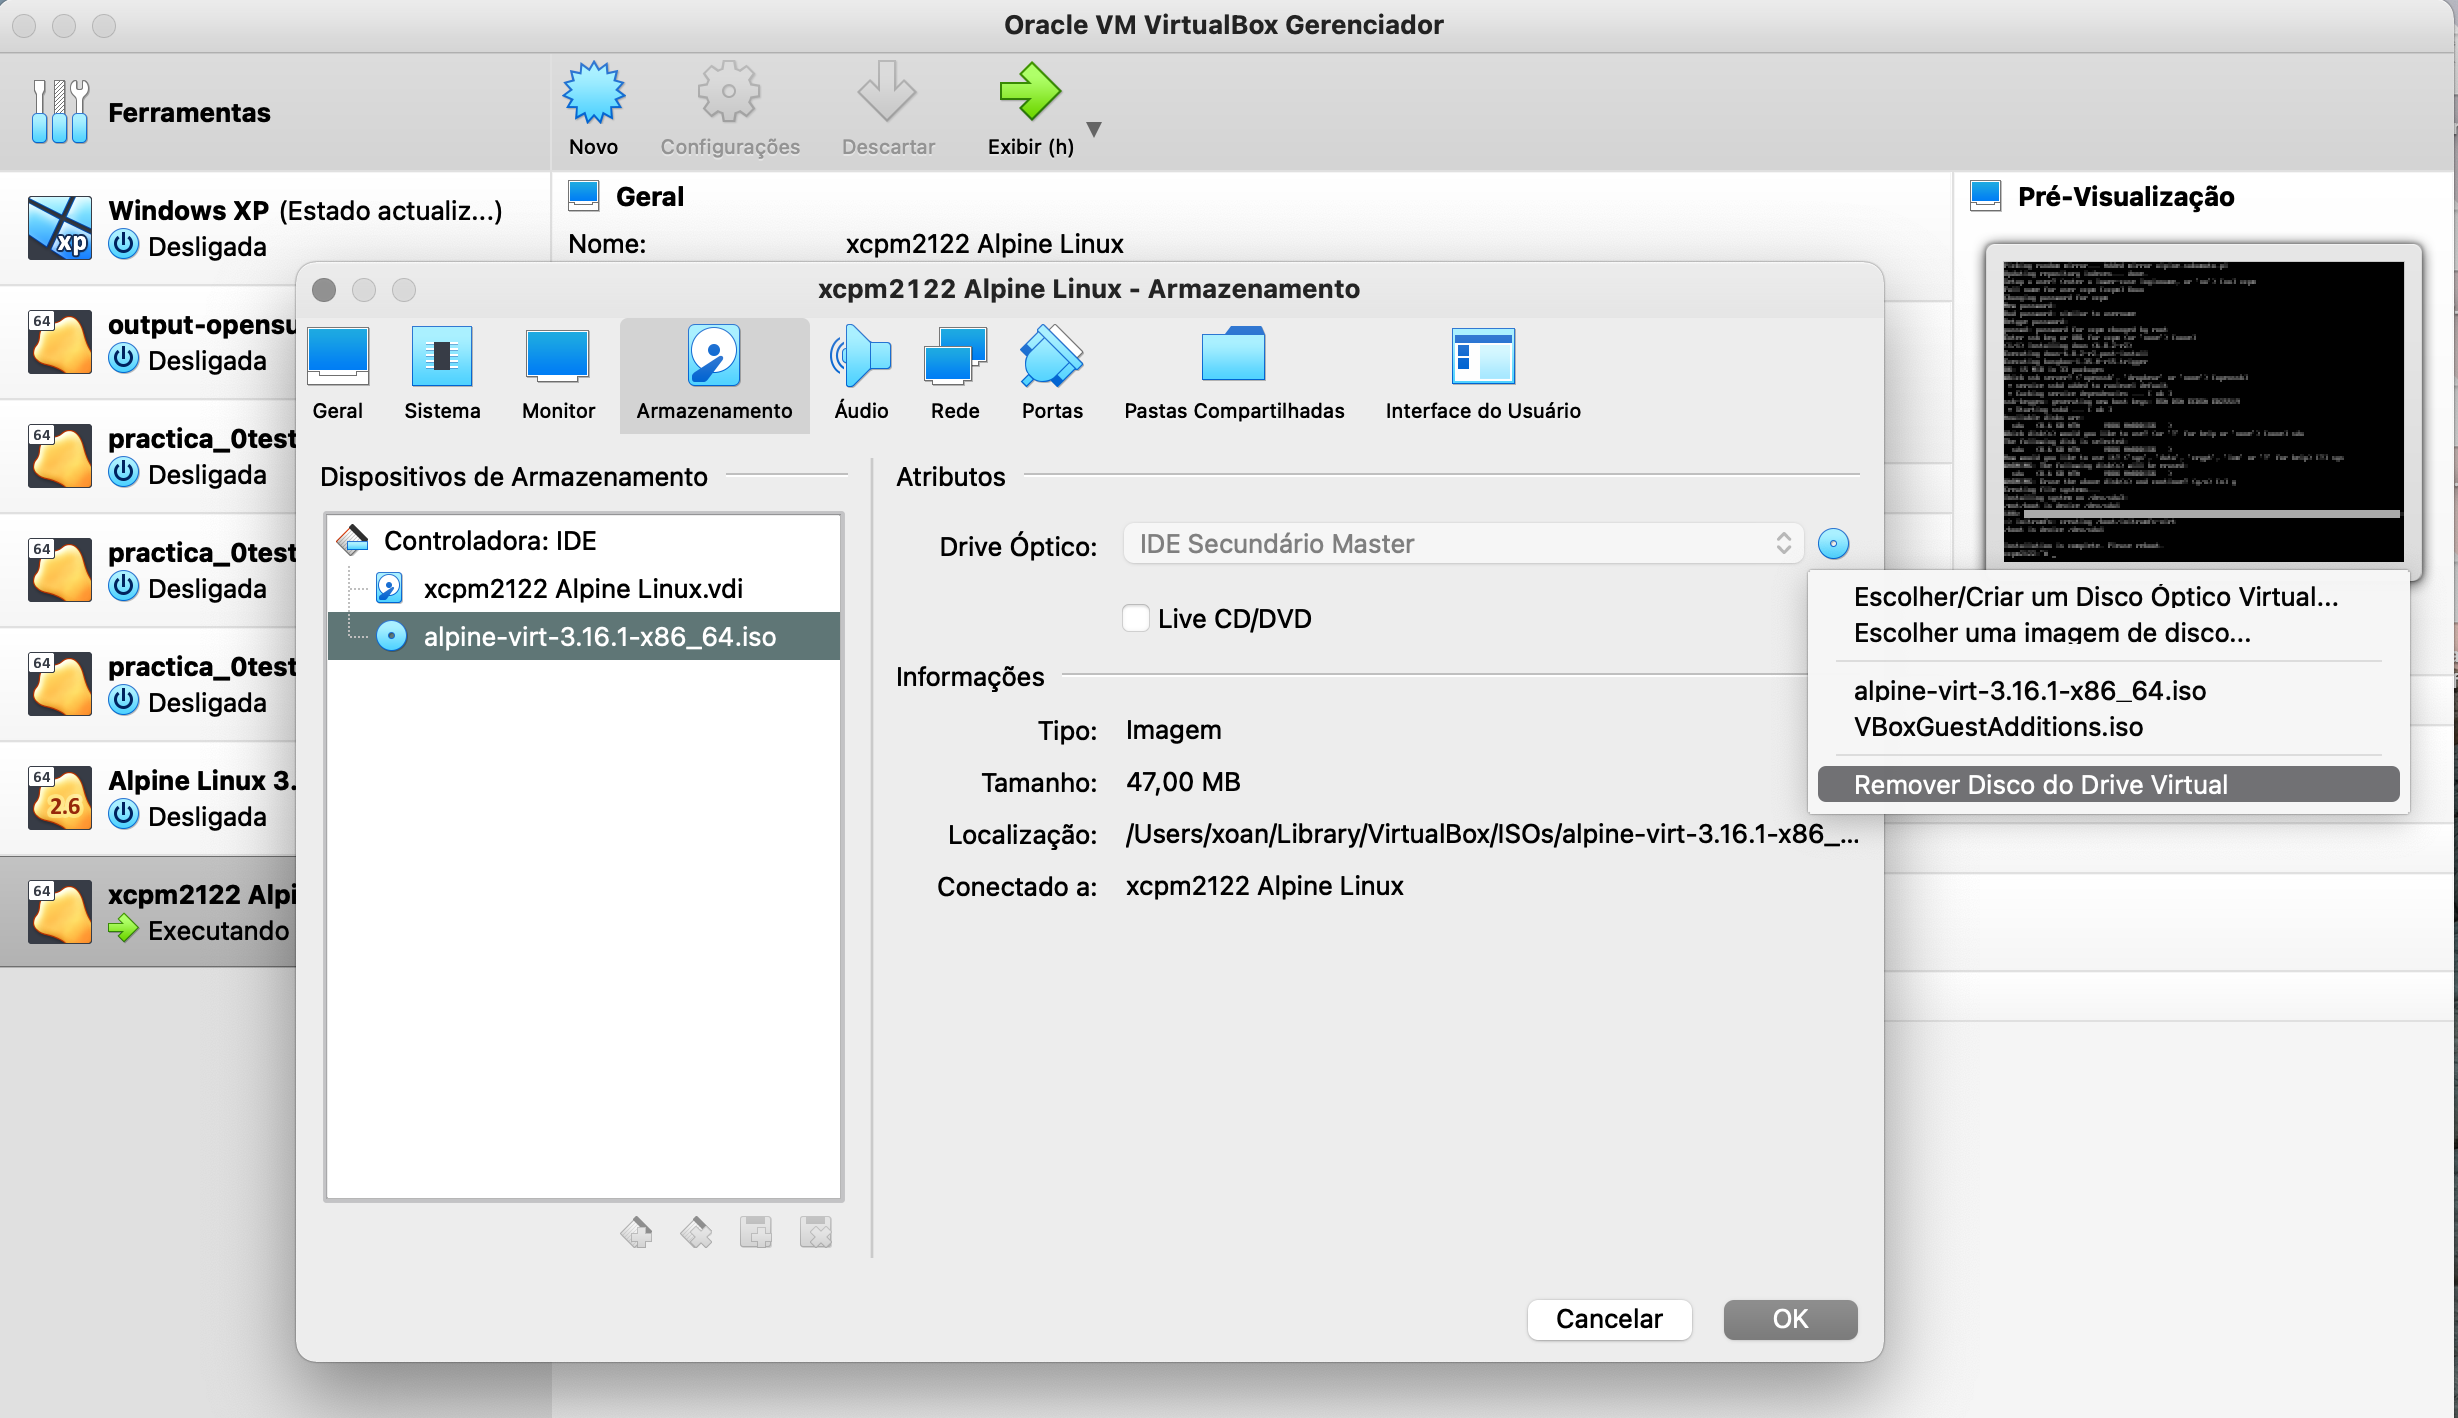 Oracle VM VirtualBox Gerenciador
Ferramentas
Novo
Configurações
Descartar
Exibir (h)
Windows XP (Estado actualiz...)
Desligada
64
output-opensu
Desligada
64
practica_0test
Desligada
64
practica_0test
Desligada
64
practica_0test
Desligada
64
2.6
Alpine Linux 3.
Desligada
64
xcpm2122 Alpi
Executando
xp
Geral
Nome: xcpm2122 Alpine Linux
Pré-Visualização
xcpm2122 Alpine Linux - Armazenamento
Geral
Sistema
Monitor
Armazenamento
Áudio
Rede
Portas
Pastas Compartilhadas
Interface do Usuário
Dispositivos de Armazenamento
Controladora: IDE
xcpm2122 Alpine Linux.vdi
alpine-virt-3.16.1-x86_64.iso
Atributos
Drive Óptico: IDE Secundário Master
Live CD/DVD
Informações
Tipo: Imagem
Tamanho: 47,00 MB
Localização: /Users/xoan/Library/VirtualBox/ISOs/alpine-virt-3.16.1-x86_...
Conectado a: xcpm2122 Alpine Linux
Escolher/Criar um Disco Óptico Virtual...
Escolher uma imagem de disco...
alpine-virt-3.16.1-x86_64.iso
VBoxGuestAdditions.iso
Remover Disco do Drive Virtual
Cancelar
OK